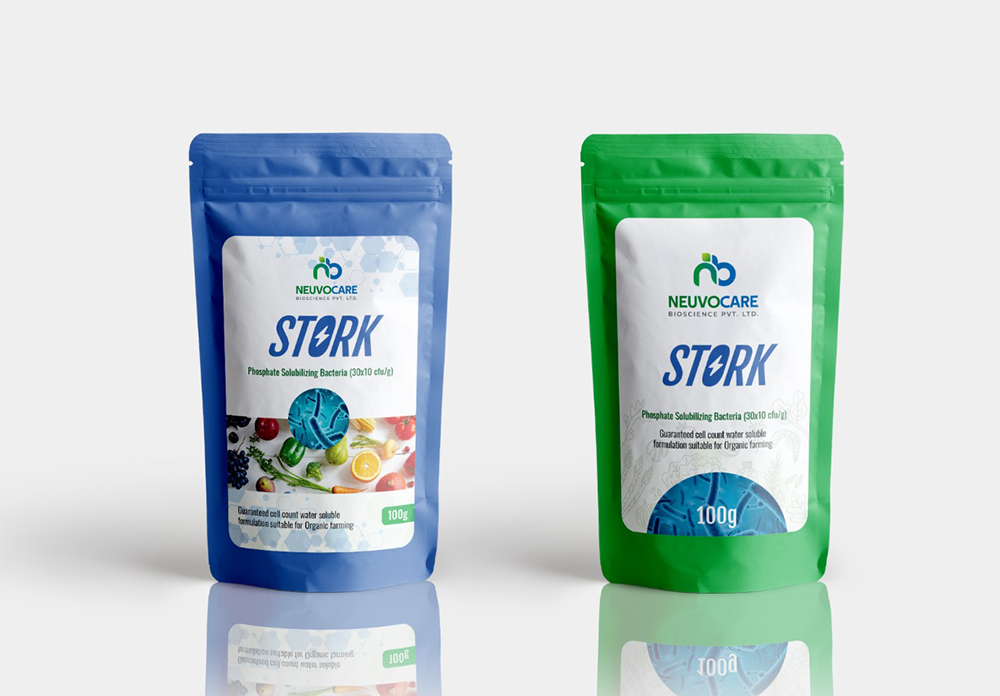 NEUVOCARE
BIOSCIENCE PVT. LTD.
STORK
Phosphate Solubilizing Bacteria (30x10 cfu/g)
Guaranteed cell count water soluble
formulation suitable for Organic farming
100g
NEUVOCARE
BIOSCIENCE PVT. LTD.
STORK
Phosphate Solubilizing Bacteria (30x10 cfu/g)
Guaranteed cell count water soluble
formulation suitable for Organic farming
100g